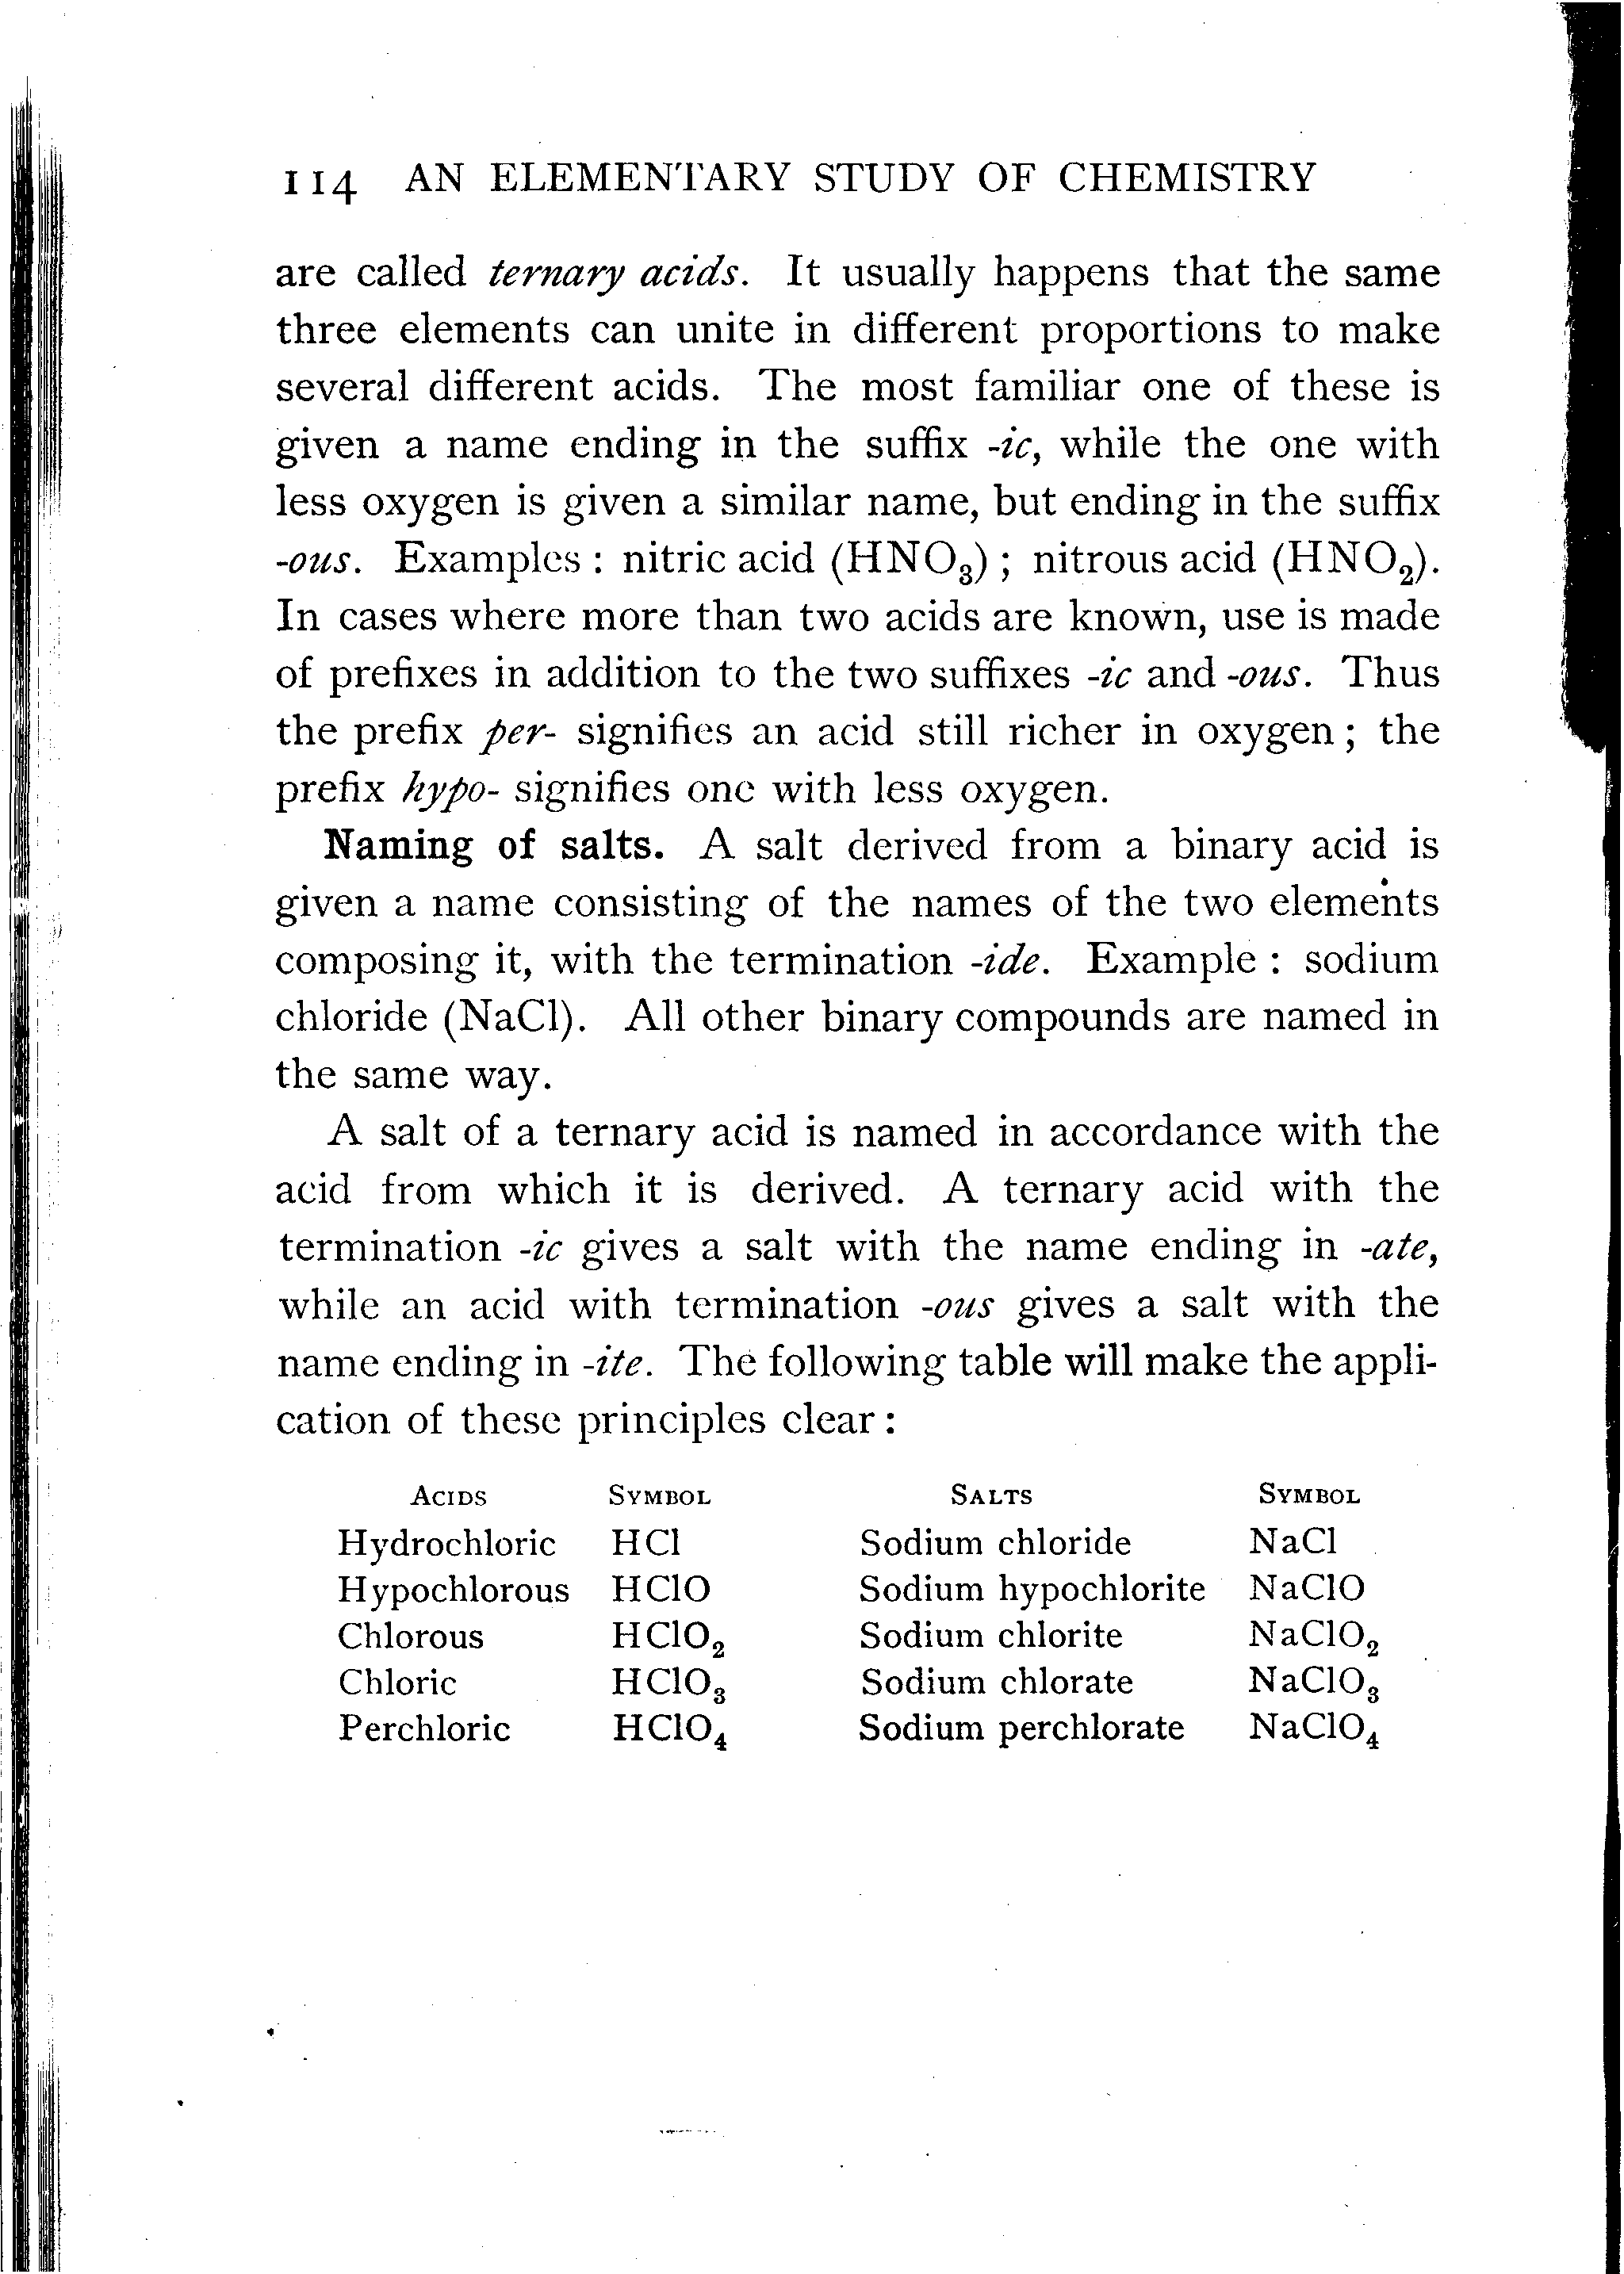 114 AN ELEMENTARY STUDY OF CHEMISTRY
are called ternary acids. It usually happens that the same
three elements can unite in different proportions to make
several different acids. The most familiar one of these is
given a name ending in the suffix -ic, while the one with
less oxygen is given a similar name, but ending in the suffix
-ous. Examples : nitric acid (HNO₃) ; nitrous acid (HNO₂).
In cases where more than two acids are known, use is made
of prefixes in addition to the two suffixes -ic and -ous. Thus
the prefix per- signifies an acid still richer in oxygen ; the
prefix hypo- signifies one with less oxygen.
Naming of salts. A salt derived from a binary acid is
given a name consisting of the names of the two elements
composing it, with the termination -ide. Example : sodium
chloride (NaCl). All other binary compounds are named in
the same way.
A salt of a ternary acid is named in accordance with the
acid from which it is derived. A ternary acid with the
termination -ic gives a salt with the name ending in -ate,
while an acid with termination -ous gives a salt with the
name ending in -ite. The following table will make the appli-
cation of these principles clear :
ACIDS SYMBOL SALTS SYMBOL
Hydrochloric HCl Sodium chloride NaCl
Hypochlorous HClO Sodium hypochlorite NaClO
Chlorous HClO₂ Sodium chlorite NaClO₂
Chloric HClO₃ Sodium chlorate NaClO₃
Perchloric HClO₄ Sodium perchlorate NaClO₄